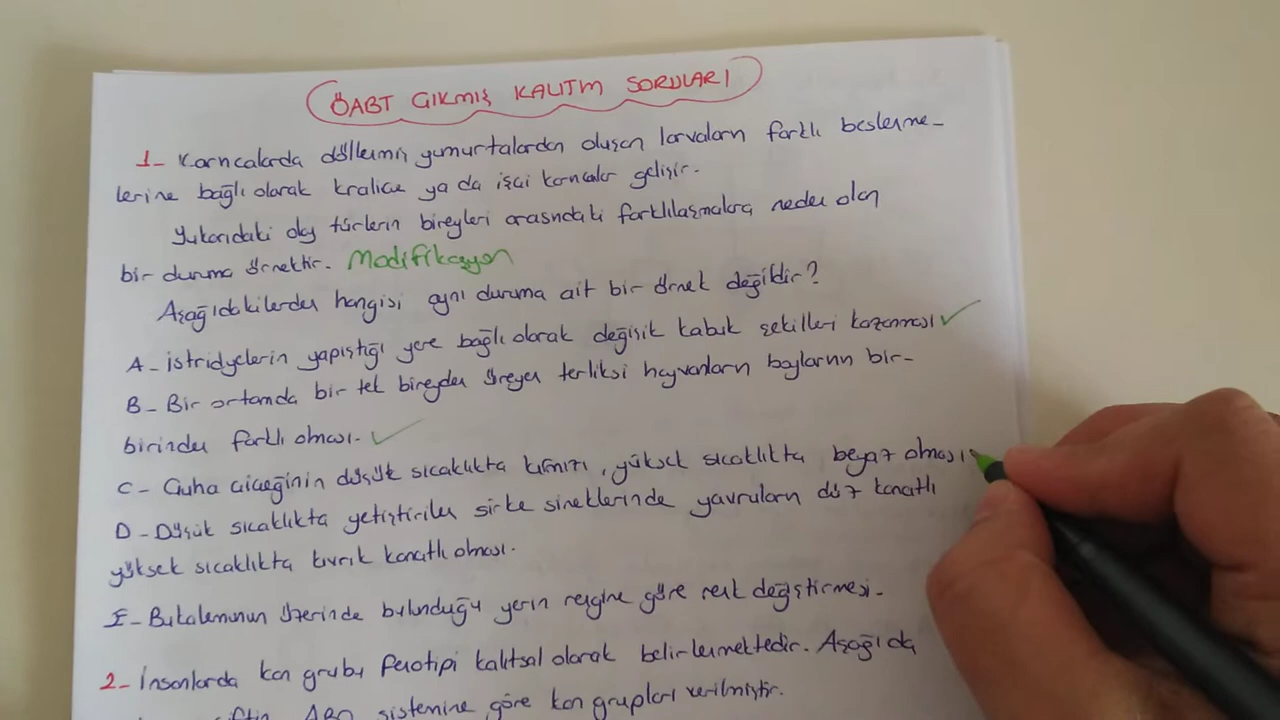 ÖABT ÇIKMIŞ KALITIM SORULARI
1- Karıncalarda döllenmiş yumurtalardan oluşan larvaların farklı beslenme-
lerine bağlı olarak kraliçe ya da işçi karıncalar gelişir.
Yukarıdaki olay türlerin bireyleri arasındaki farklılaşmalara neden olan
bir duruma örnektir. Modifikasyon
Aşağıdakilerden hangisi aynı duruma ait bir örnek değildir?
A- İstridyelerin yapıştığı yere bağlı olarak değişik kabuk şekilleri kazanması ✓
B- Bir ortamda bir tek bireyden üreyen terliksi hayvanların boylarının bir-
birinden farklı olması. ✓
C- Çuha çiçeğinin düşük sıcaklıkta kırmızı, yüksek sıcaklıkta beyaz olması
D- Düşük sıcaklıkta yetiştirilen sirke sineklerinde yavruların düz kanatlı
yüksek sıcaklıkta kıvrık kanatlı olması.
E- Bukalemunun üzerinde bulunduğu yerin rengine göre renk değiştirmesi.
2- İnsanlarda kan grubu fenotipi kalıtsal olarak belirlenmektedir. Aşağıda
ABO sistemine göre kan grupları verilmiştir.